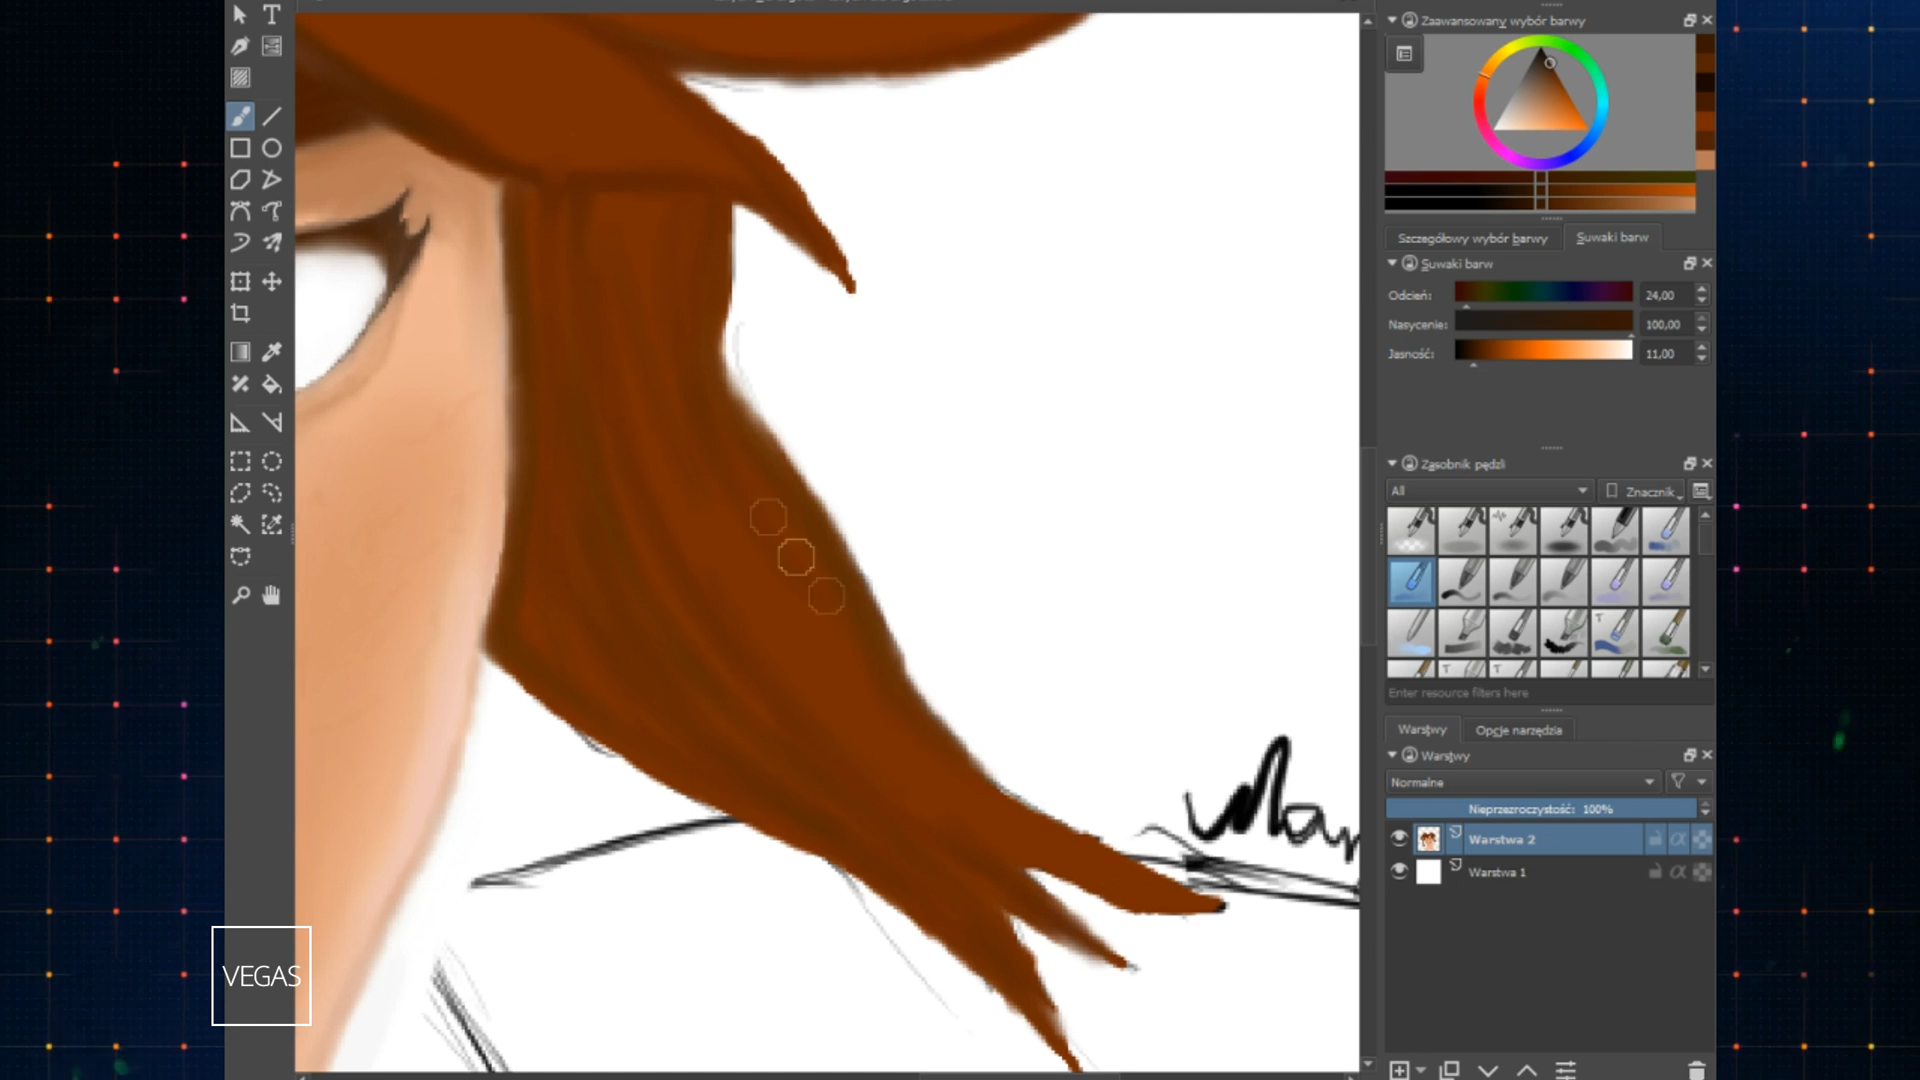 Zaawansowany wybór barwy
Szczegółowy wybór barwy
Suwaki barw
Suwaki barw
Odcień:
24,00
Nasycenie:
100,00
Jasność:
11,00
Zasobnik pędzli
All
Znacznik
Enter resource filters here
Warstwy
Opcje narzędzia
Warstwy
Normalne
Nieprzezroczystość: 100%
Warstwa 2
Warstwa 1
VEGAS